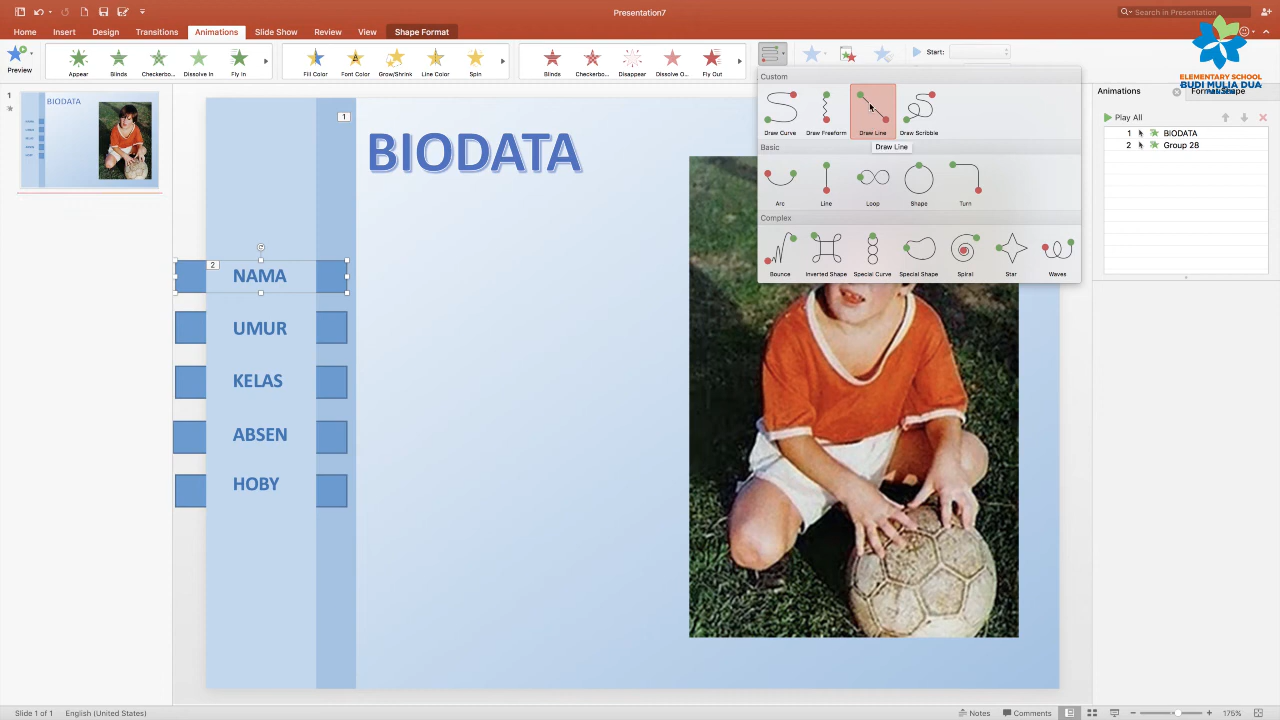 Presentation7
Search in Presentation
Home Insert Design Transitions Animations Slide Show Review View Shape Format
Preview
Appear Blinds Checkerbo... Dissolve In Fly In
Fill Color Font Color Grow/Shrink Line Color Spin
Blinds Checkerbo... Disappear Dissolve O... Fly Out
Start:
ELEMENTARY SCHOOL
BUDI MULIA DUA
Custom
Draw Curve Draw Freeform Draw Line Draw Scribble
Draw Line
Basic
Arc Line Loop Shape Turn
Complex
Bounce Inverted Shape Special Curve Special Shape Spiral Star Waves
Animations Format Shape
Play All
1 BIODATA
2 Group 28
1
BIODATA
1
BIODATA
2
NAMA
UMUR
KELAS
ABSEN
HOBY
Slide 1 of 1 English (United States) Notes Comments 176%